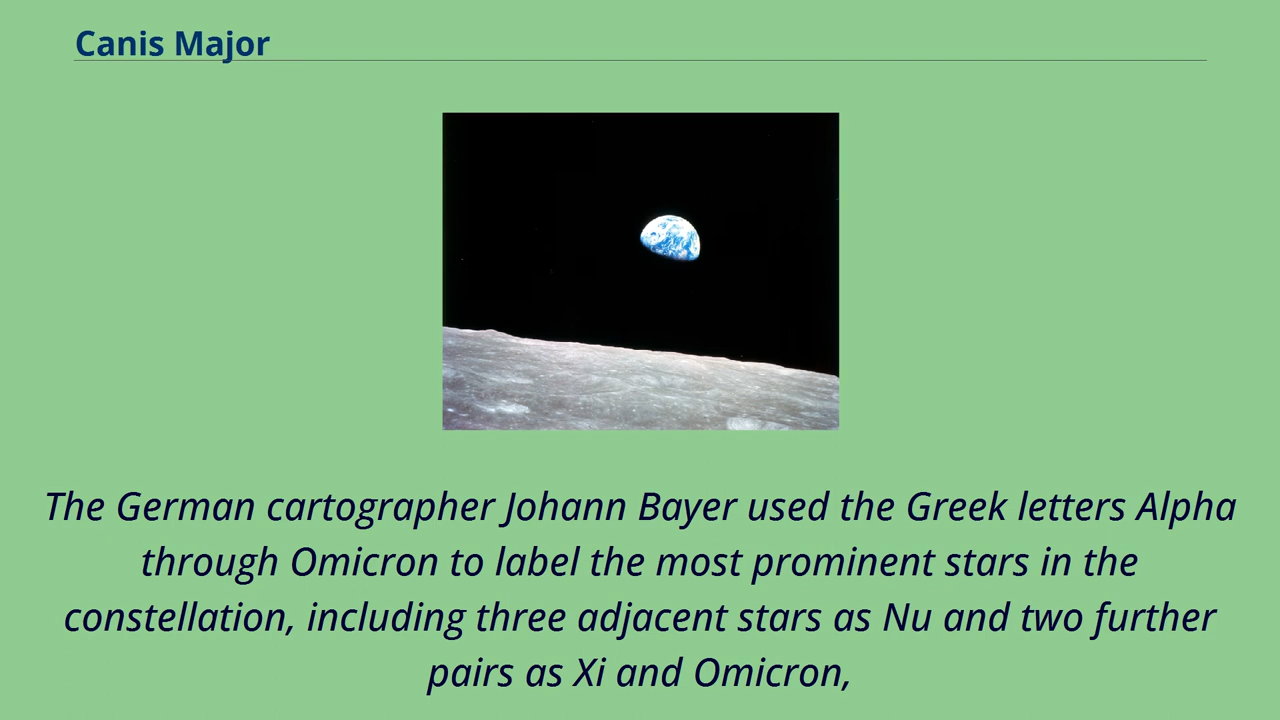 Canis Major
The German cartographer Johann Bayer used the Greek letters Alpha
through Omicron to label the most prominent stars in the
constellation, including three adjacent stars as Nu and two further
pairs as Xi and Omicron,